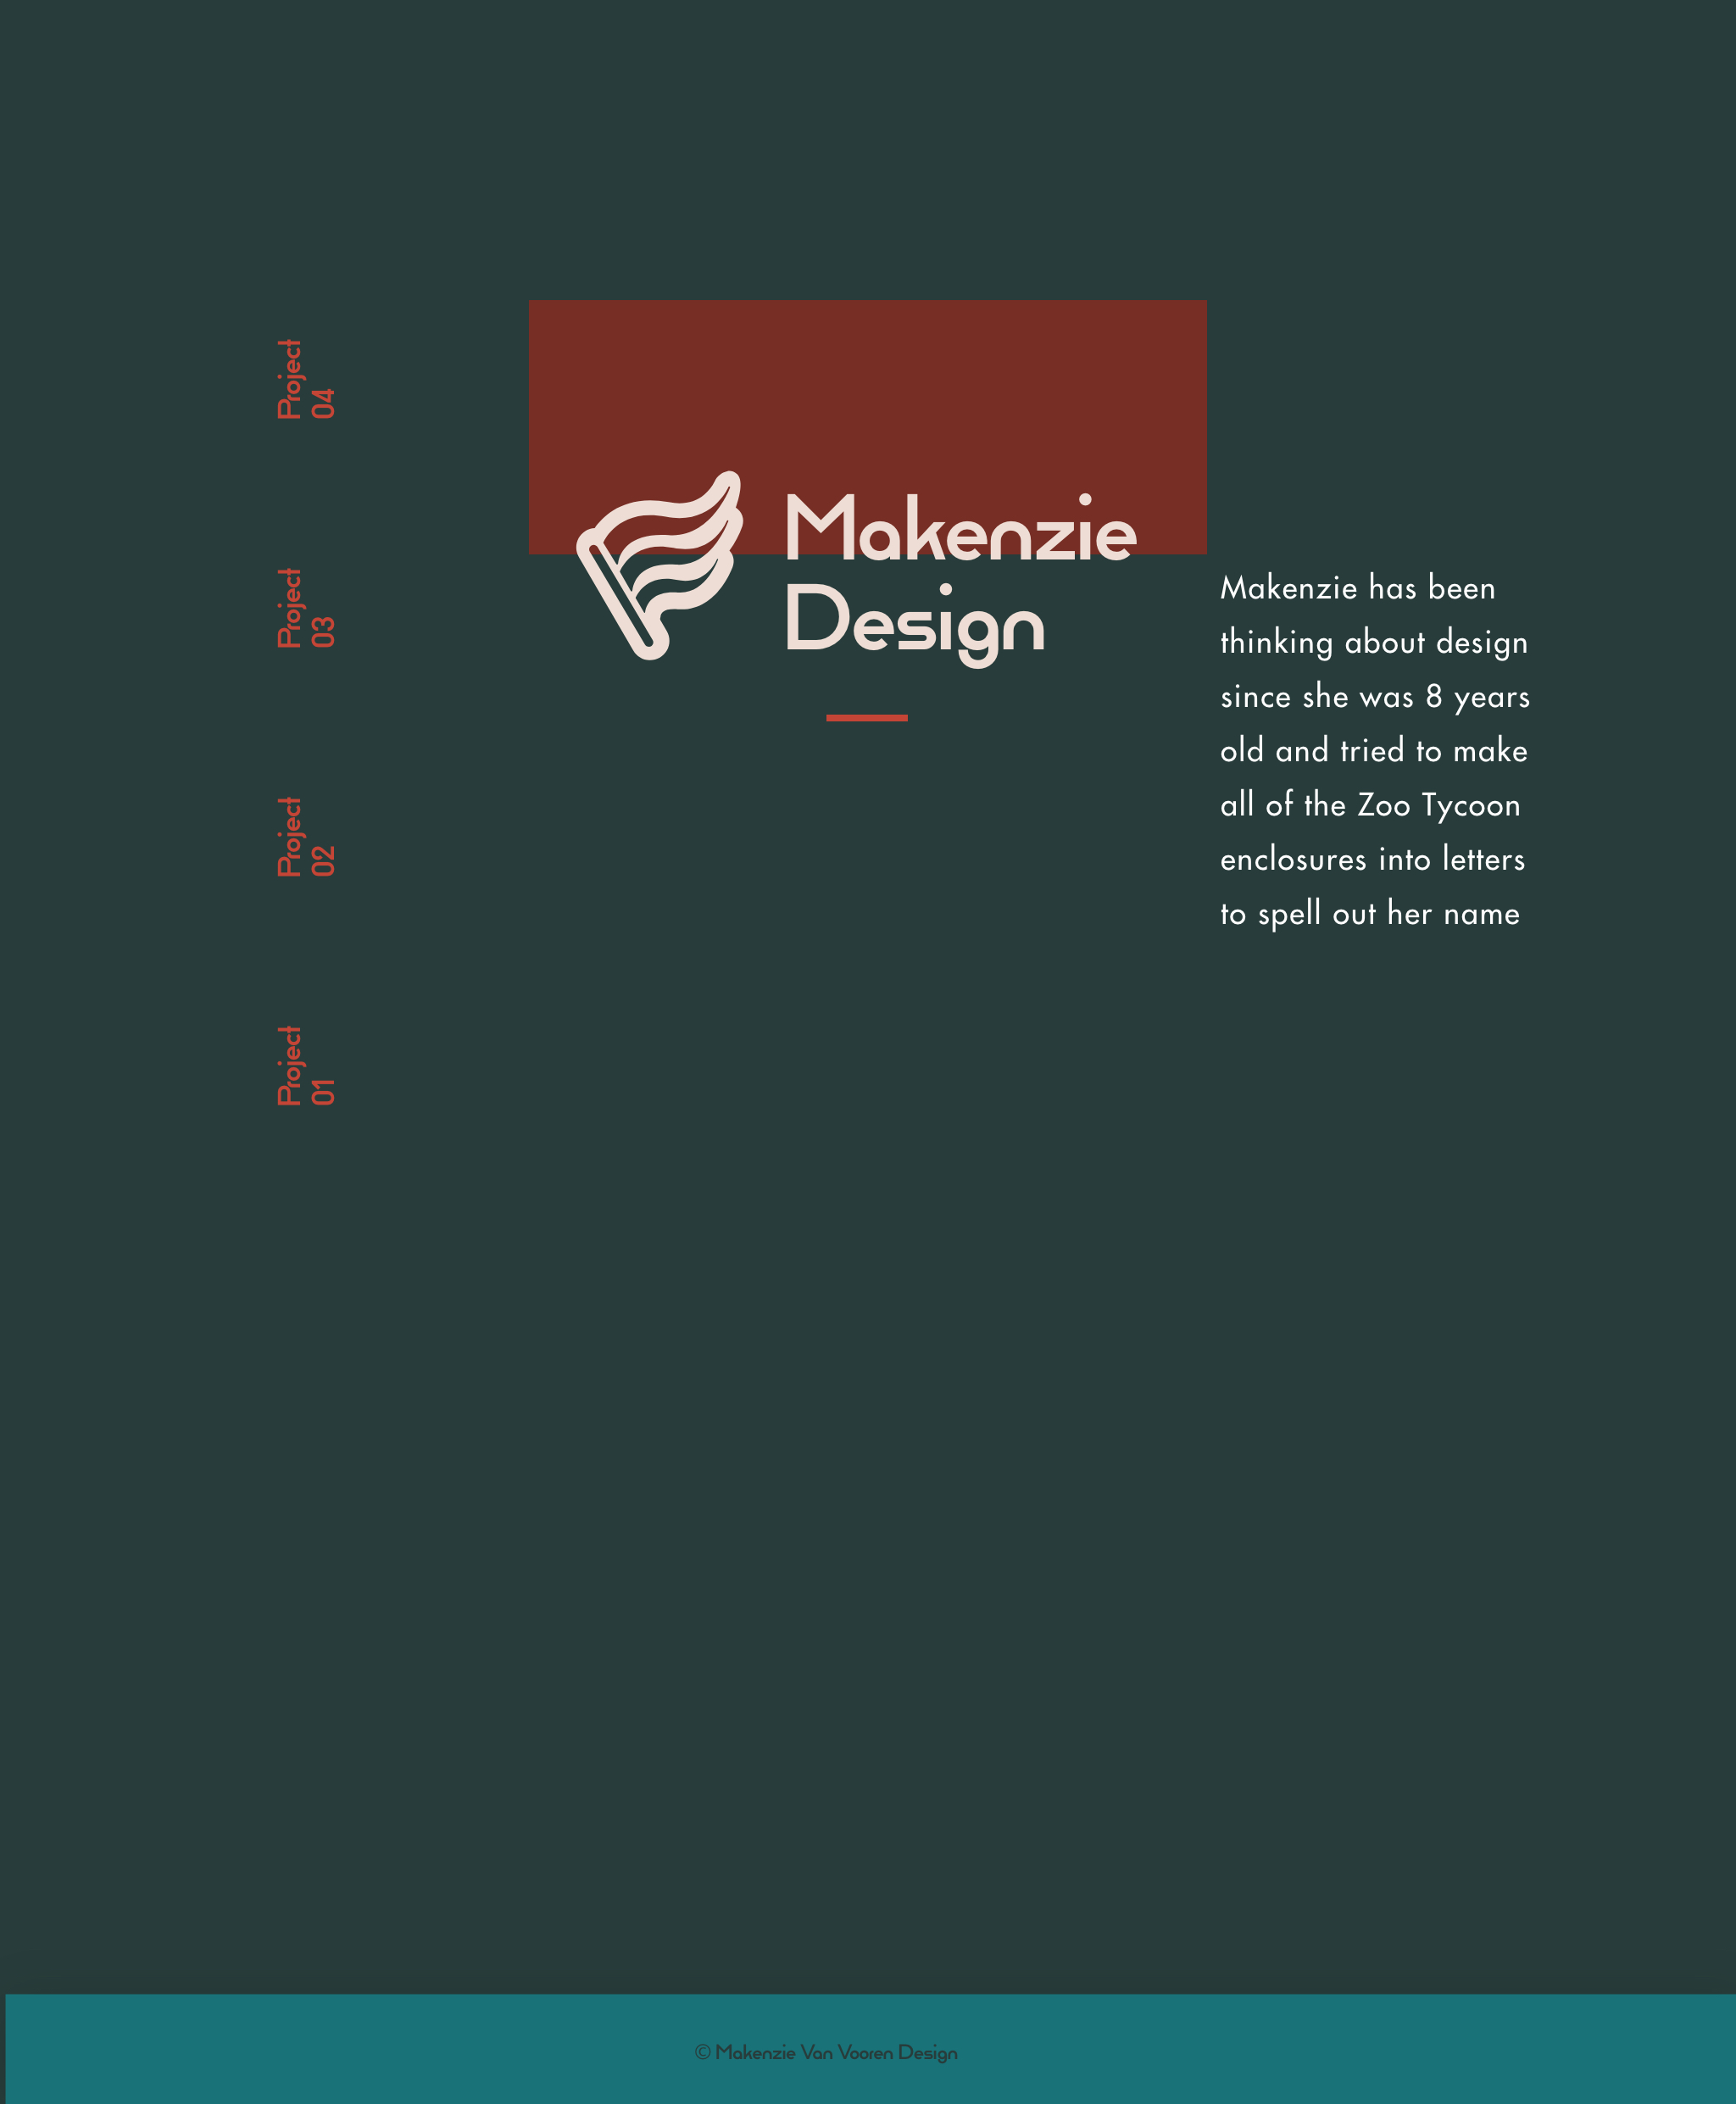 Project
04
Project
03
Project
02
Project
01
Makenzie
Design
Makenzie has been
thinking about design
since she was 8 years
old and tried to make
all of the Zoo Tycoon
enclosures into letters
to spell out her name
© Makenzie Van Vooren Design